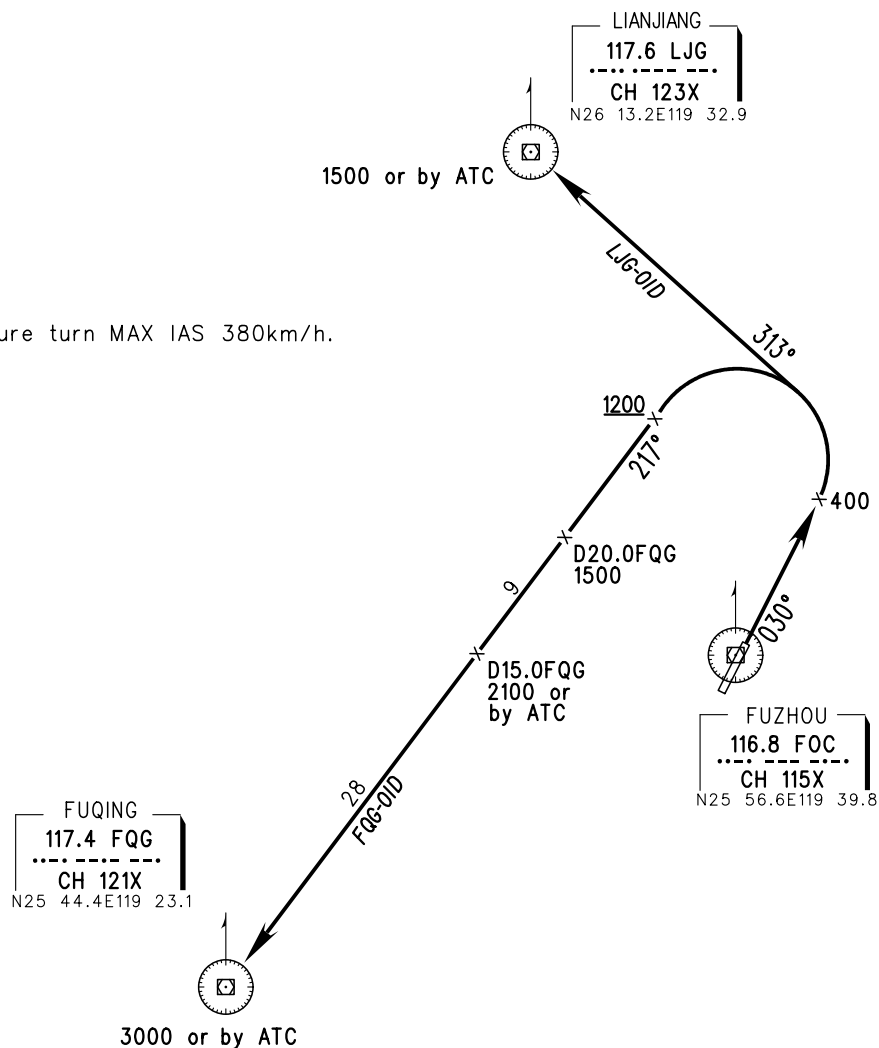 LIANJIANG
117.6 LJG
CH 123X
N26 13.2E119 32.9
1500 or by ATC
LJG-01D
ure turn MAX IAS 380km/h.
313°
1200
217°
400
D20.0FQG
1500
9
030°
D15.0FQG
2100 or
by ATC
FUZHOU
116.8 FOC
CH 115X
N25 56.6E119 39.8
28
FQG-01D
FUQING
117.4 FQG
CH 121X
N25 44.4E119 23.1
3000 or by ATC